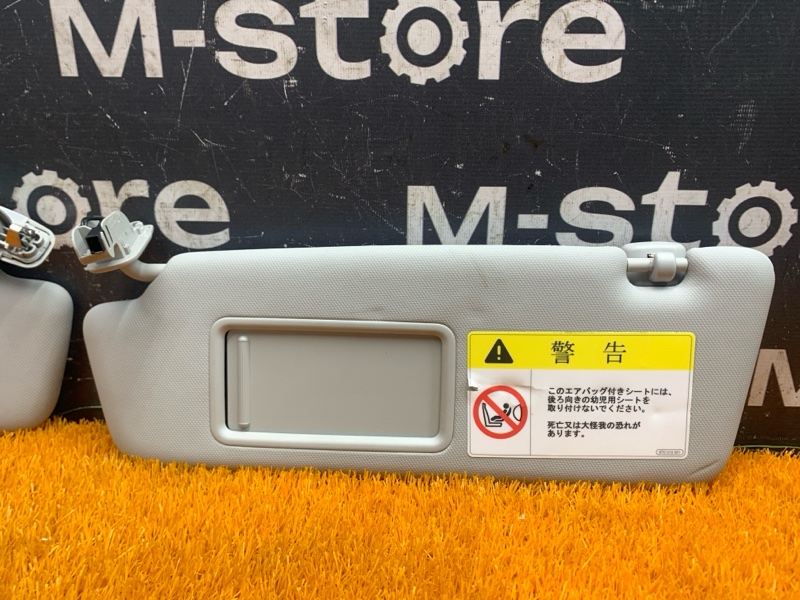 M-store
ore
M-sto
M
警告
このエアバッグ付きシートには、
後ろ向きの幼児用シートを
取り付けないでください。
死亡又は大怪我の恐れが
あります。